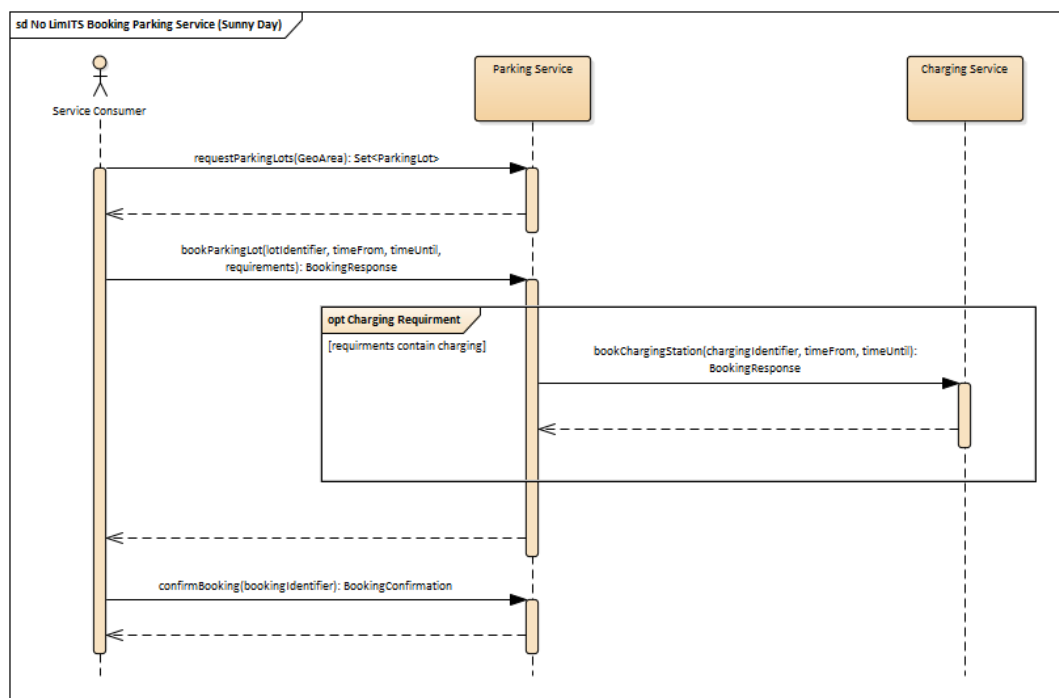 sd No LimITS Booking Parking Service (Sunny Day)
Service Consumer
Parking Service
Charging Service
requestParkingLots(GeoArea): Set<ParkingLot>
bookParkingLot(lotIdentifier, timeFrom, timeUntil,
requirements): BookingResponse
opt Charging Requirment
[requirments contain charging]
bookChargingStation(chargingIdentifier, timeFrom, timeUntil):
BookingResponse
confirmBooking(bookingIdentifier): BookingConfirmation